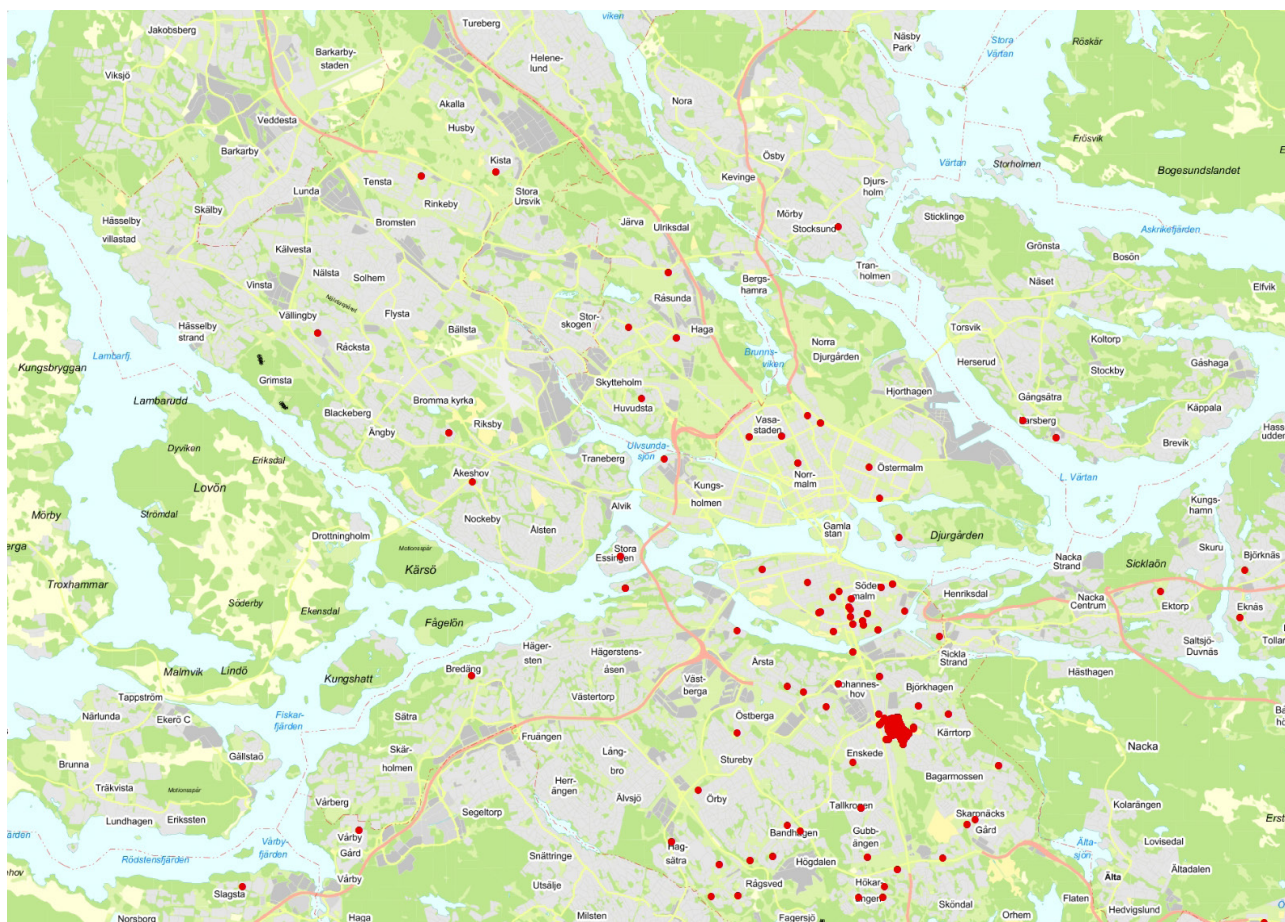 Jakobsberg
Tureberg
viken
Näsby
Park
Stora
Värtan
Röskär
Barkarby-
staden
Helene-
lund
Viksjö
Nora
Akalla
Veddesta
Husby
Frösvik
Barkarby
Kista
Ösby
Värtan
Storholmen
Bogesundslandet
Tensta
Kevinge
Djurs-
holm
Lunda
Rinkeby
Stora
Ursvik
Skälby
Hässelby
villastad
Bromsten
Järva
Ulriksdal
Mörby
Stocksund
Sticklinge
Askrikefjärden
Kälvesta
Grönsta
Bosön
Nälsta
Solhem
Tran-
holmen
Näset
Elfvik
Vinsta
Bergs-
hamra
Råsunda
Vällingby
Flysta
Stor-
skogen
Hässelby
strand
Bällsta
Haga
Torsvik
Koltorp
Råcksta
Norra
Djurgården
Lambarfj.
Brunns-
viken
Herserud
Stockby
Gåshaga
Kungsbryggan
Grimsta
Skytteholm
Hjorthagen
Lambarudd
Bromma kyrka
Huvudsta
Gångsätra
Käppala
Blackeberg
Riksby
Vasa-
staden
Larsberg
Ängby
Brevik
Dyviken
Ulvsunda-
sjön
Eriksdal
Traneberg
Åkeshov
Norr-
malm
Östermalm
L. Värtan
Lovön
Kungs-
holmen
Kungs-
hamn
Mörby
Strömdal
Nockeby
Ålsten
Alvik
Gamla
stan
Djurgården
Drottningholm
Motionsspår
Stora
Essingen
Nacka
Strand
Sicklaön
Skuru
Björknäs
Kärsö
Troxhammar
Söder-
malm
Henriksdal
Nacka
Centrum
Ektorp
Eknäs
Söderby
Ekensdal
Fågelön
Saltsjö-
Duvnäs
Häger-
sten
Hägerstens-
åsen
Sickla
Strand
Malmvik
Lindö
Bredäng
Kungshatt
Årsta
Hästhagen
Väst-
berga
Johannes-
hov
Björkhagen
Tappström
Västertorp
Närlunda
Ekerö C
Fiskar-
fjärden
Sätra
Östberga
Kärrtorp
Fruängen
Nacka
Brunna
Gällstaö
Skär-
holmen
Lång-
bro
Stureby
Enskede
Bagarmossen
Träkvista
Motionsspår
Herr-
ängen
Vårberg
Älvsjö
Örby
Tallkrogen
Kolarängen
Lundhagen
Erikssten
Segeltorp
Skarpnäcks
Gård
Rödstensfjärden
Vårby-
fjärden
Vårby
Gård
Bandhagen
Gubb-
ängen
Älta-
sjön
Lovisedal
Snättringe
Hag-
sätra
Högdalen
Älta
Ältadalen
Vårby
Slagsta
Utsälje
Rågsved
Hökar-
ängen
Sköndal
Flaten
Norsborg
Haga
Milsten
Fagersjö
Orhem
Hedvigslund